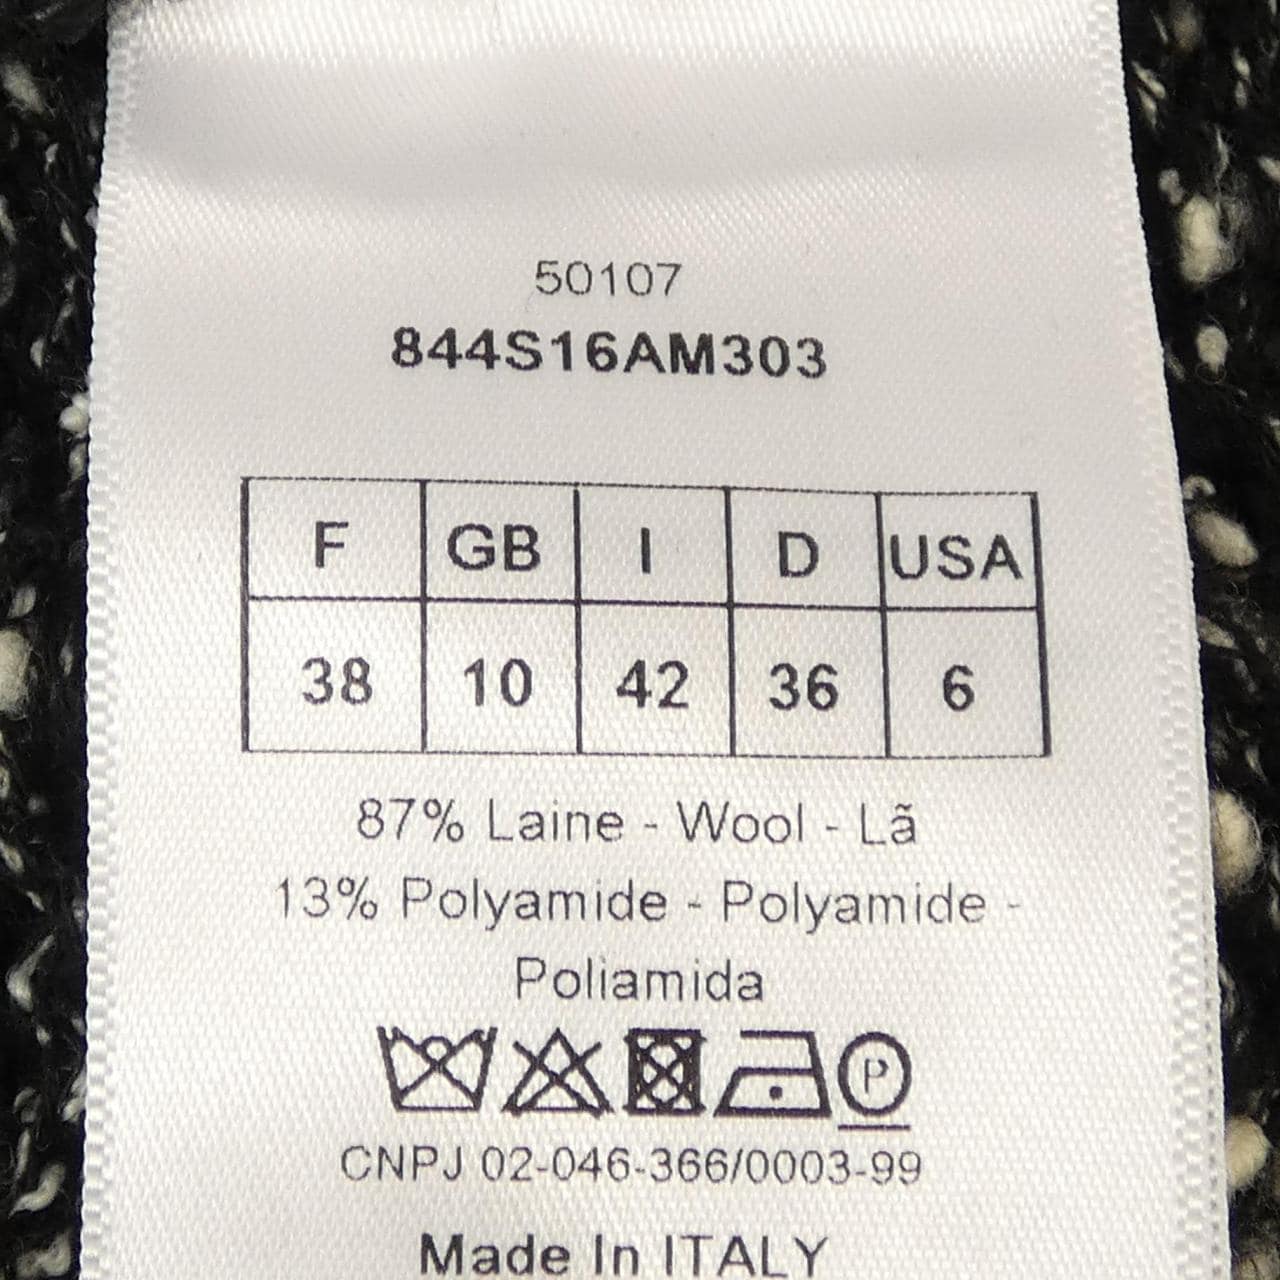 50107
844S16AM303
F GB I D USA
38 10 42 36 6
87% Laine - Wool - Lã
13% Polyamide - Polyamide -
Poliamida
P
CNPJ 02-046-366/0003-99
Made In ITALY